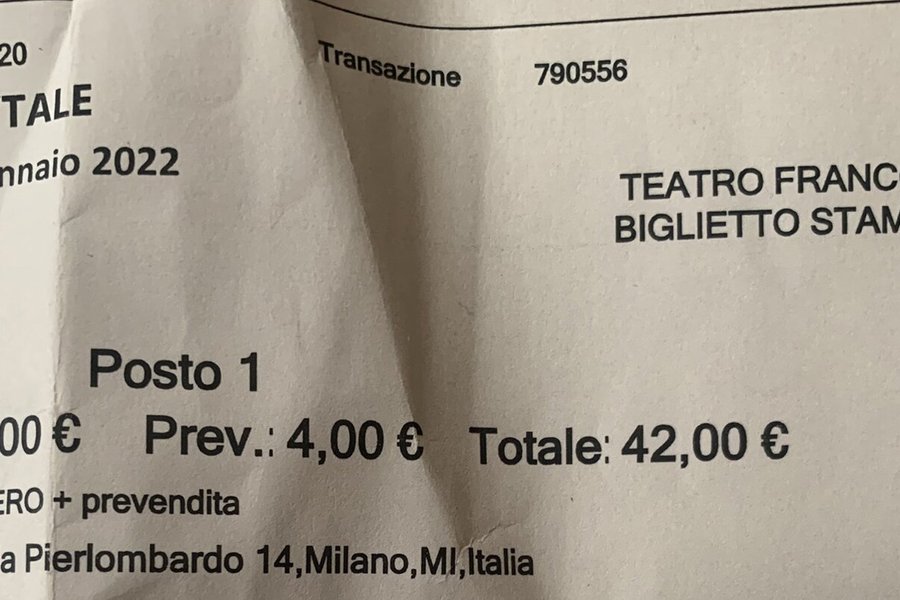 20 Transazione 790556
TALE
nnaio 2022
TEATRO FRANC
BIGLIETTO STAM
Posto 1
00 € Prev.: 4,00 € Totale: 42,00 €
ERO + prevendita
a Pierlombardo 14,Milano,MI,Italia